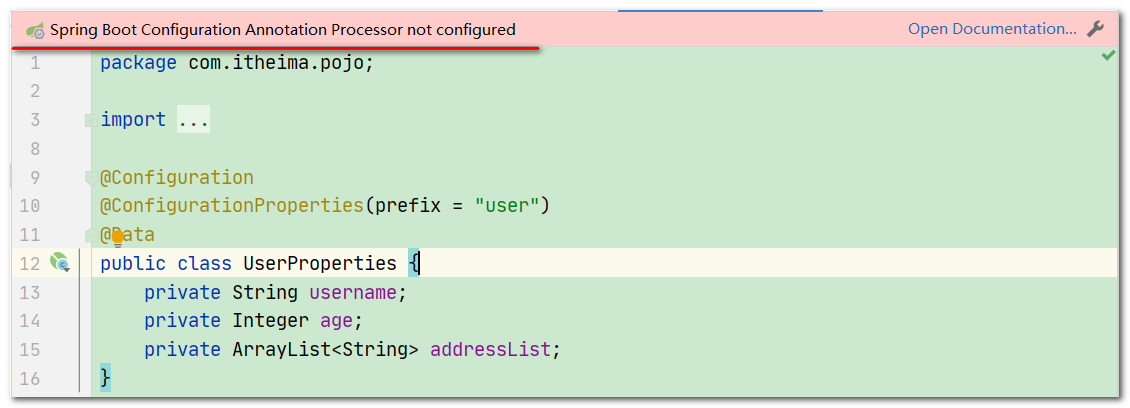 Spring Boot Configuration Annotation Processor not configured Open Documentation...
1 package com.itheima.pojo;
2
3 import ...
8
9 @Configuration
10 @ConfigurationProperties(prefix = "user")
11 @Data
12 public class UserProperties {
13 private String username;
14 private Integer age;
15 private ArrayList<String> addressList;
16 }